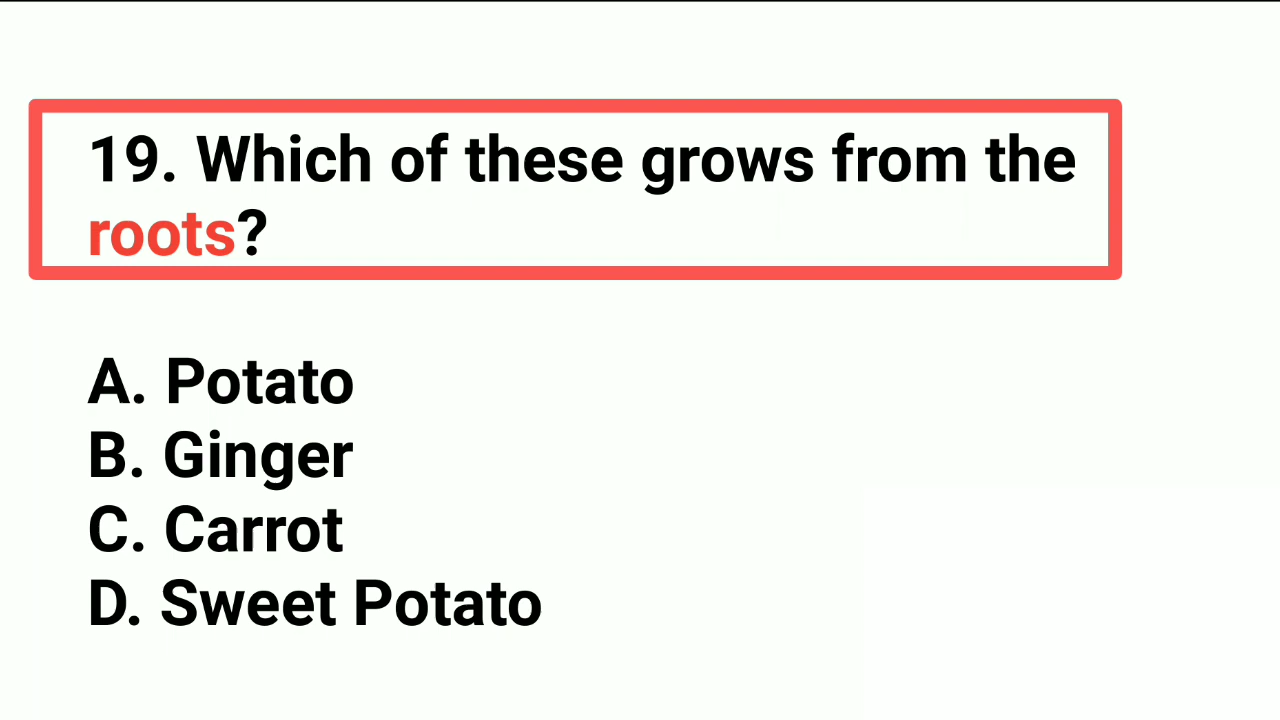 19. Which of these grows from the
roots?
A. Potato
B. Ginger
C. Carrot
D. Sweet Potato